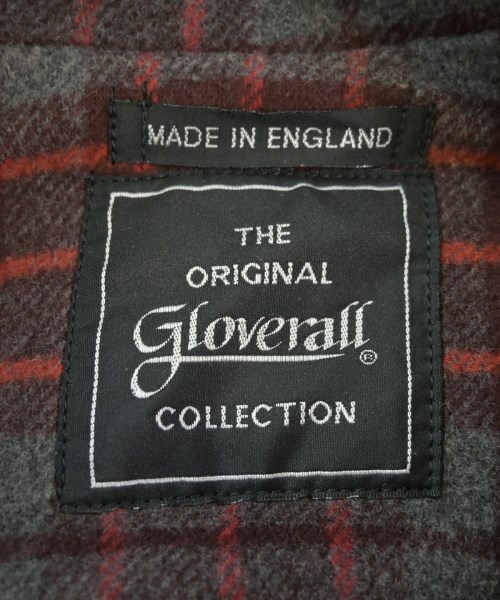 MADE IN ENGLAND
THE
ORIGINAL
Gloverall®
COLLECTION